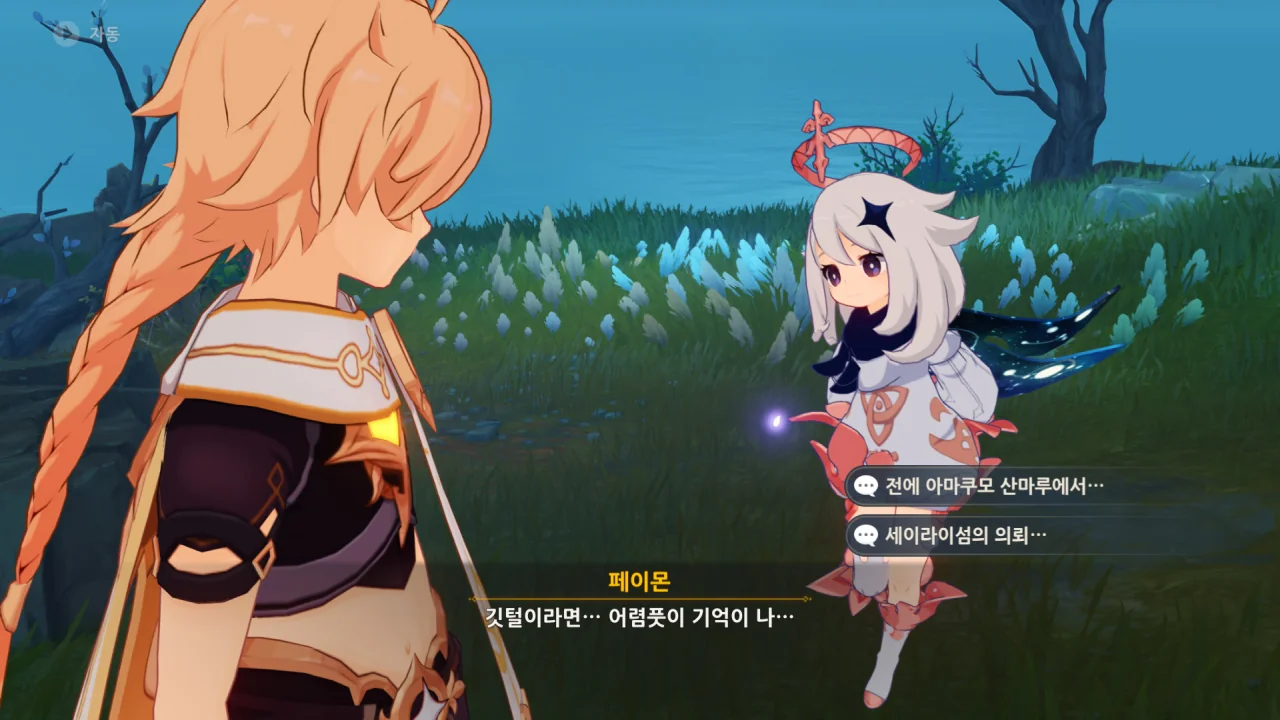 자동
전에 아마쿠모 산마루에서…
세이라이섬의 의뢰…
페이몬
깃털이라면… 어렴풋이 기억이 나…